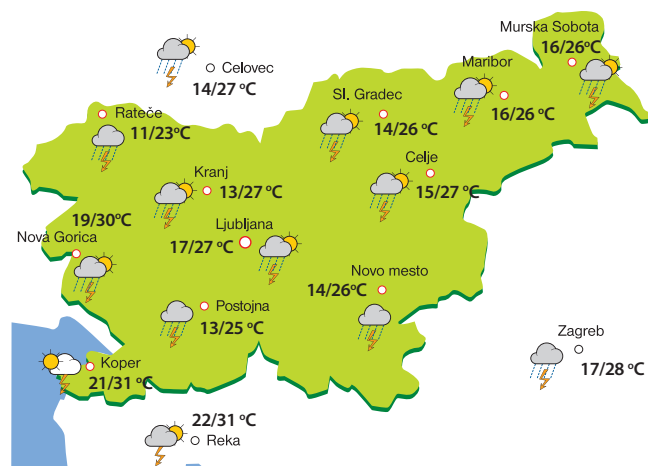 Murska Sobota
16/26°C
Celovec
14/27 °C
Maribor
16/26 °C
Sl. Gradec
14/26 °C
Rateče
11/23°C
Celje
15/27 °C
Kranj
13/27 °C
19/30°C
Nova Gorica
Ljubljana
17/27 °C
Novo mesto
14/26°C
Postojna
13/25 °C
Zagreb
17/28 °C
Koper
21/31 °C
22/31 °C
Reka